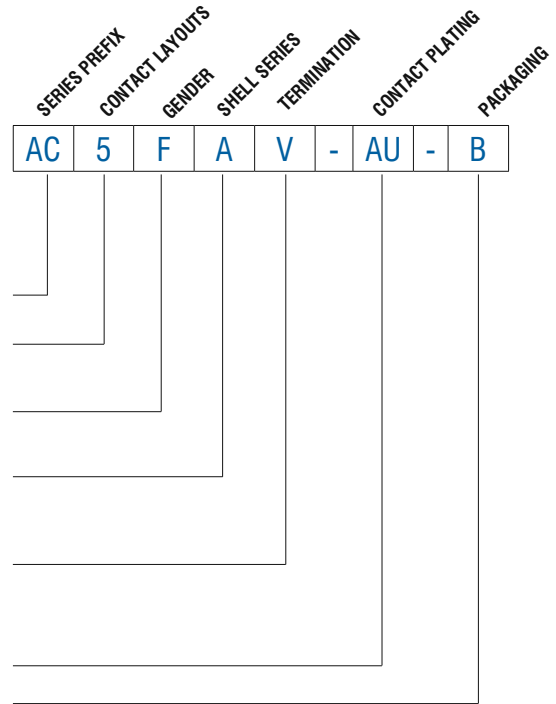 SERIES PREFIX
CONTACT LAYOUTS
GENDER
SHELL SERIES
TERMINATION
CONTACT PLATING
PACKAGING
AC 5 F A V - AU - B